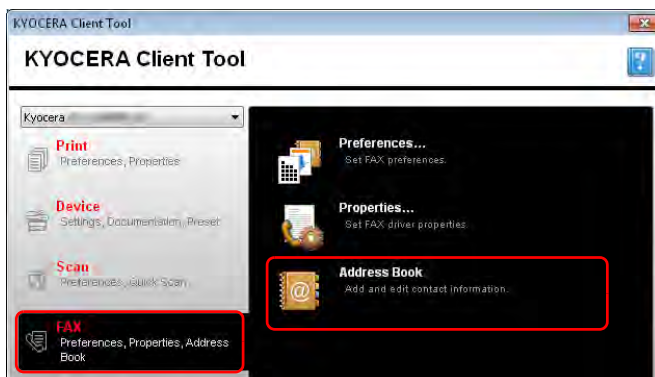 KYOCERA Client Tool
KYOCERA Client Tool
Kyocera
Print
Preferences, Properties
Device
Settings, Documentation, Preset
Scan
Preferences, Quick Scan
FAX
Preferences, Properties, Address
Book
Preferences...
Set FAX preferences.
Properties...
Set FAX driver properties.
Address Book
Add and edit contact information.